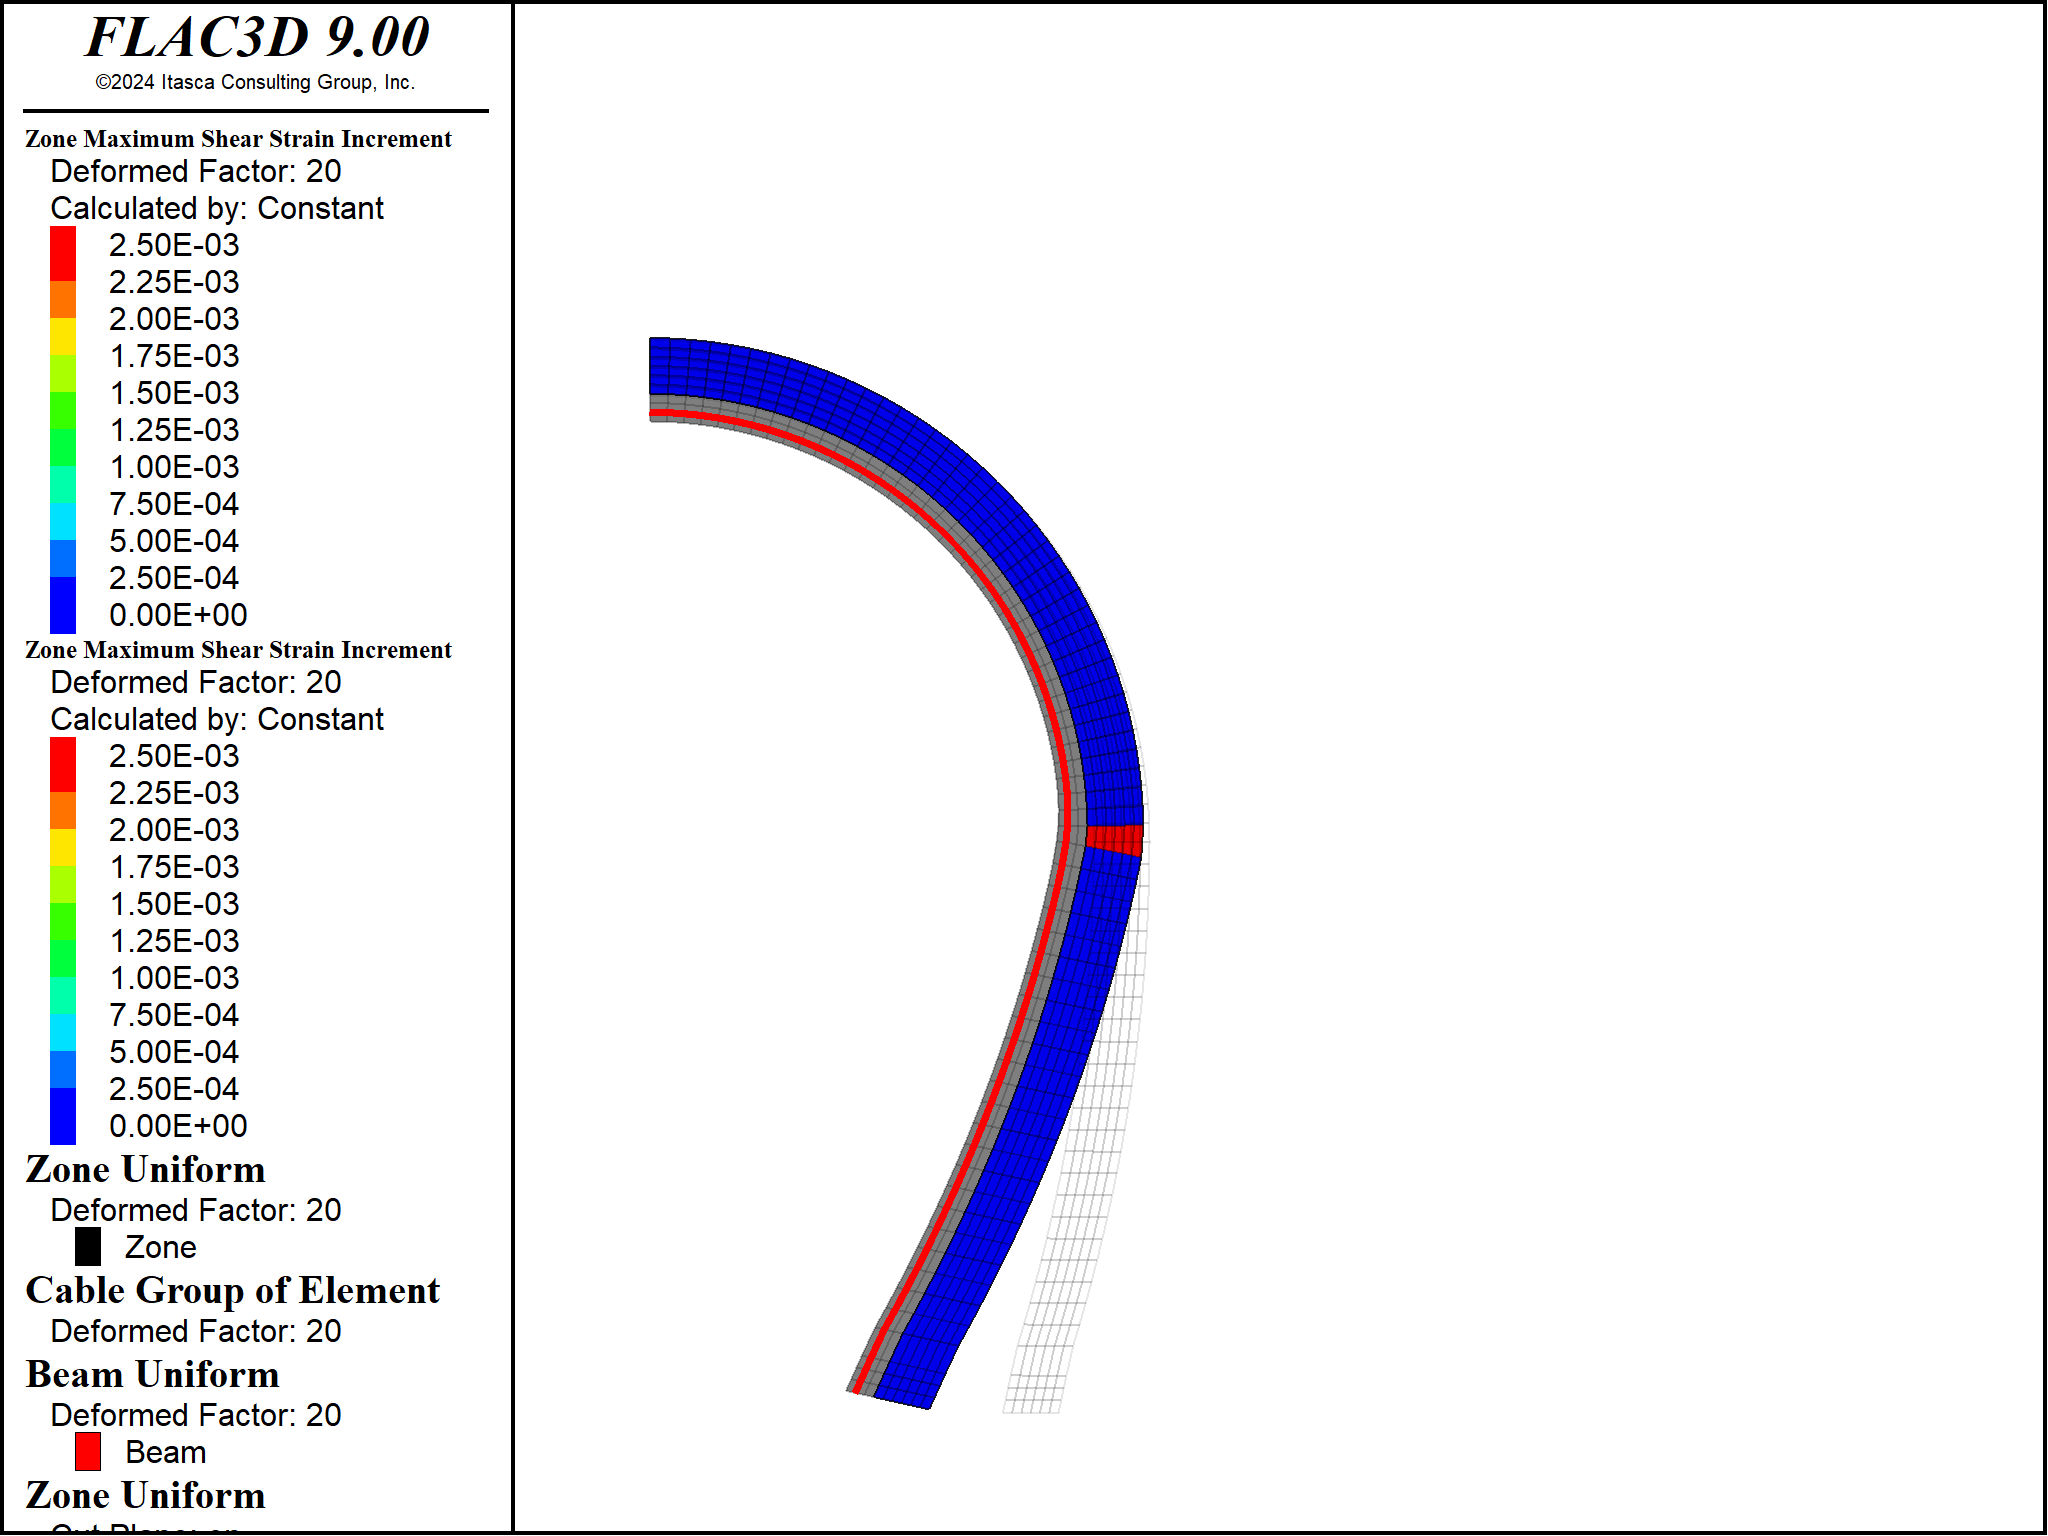 FLAC3D 9.00
©2024 Itasca Consulting Group, Inc.
Zone Maximum Shear Strain Increment
Deformed Factor: 20
Calculated by: Constant
2.50E-03
2.25E-03
2.00E-03
1.75E-03
1.50E-03
1.25E-03
1.00E-03
7.50E-04
5.00E-04
2.50E-04
0.00E+00
Zone Maximum Shear Strain Increment
Deformed Factor: 20
Calculated by: Constant
2.50E-03
2.25E-03
2.00E-03
1.75E-03
1.50E-03
1.25E-03
1.00E-03
7.50E-04
5.00E-04
2.50E-04
0.00E+00
Zone Uniform
Deformed Factor: 20
Zone
Cable Group of Element
Deformed Factor: 20
Beam Uniform
Deformed Factor: 20
Beam
Zone Uniform